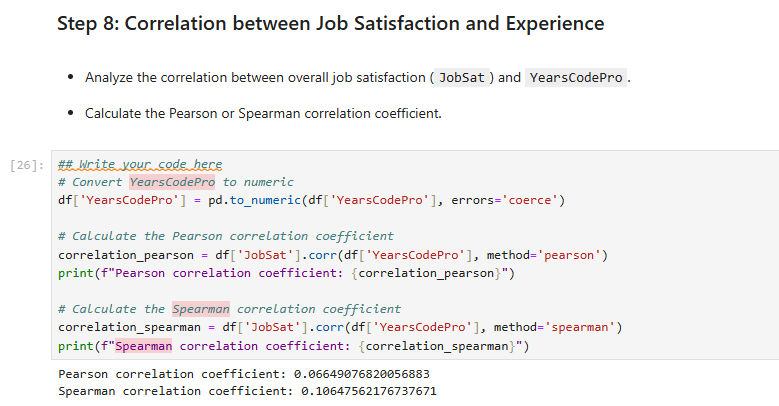 Step 8: Correlation between Job Satisfaction and Experience
• Analyze the correlation between overall job satisfaction ( JobSat ) and YearsCodePro .
• Calculate the Pearson or Spearman correlation coefficient.
[26]:
## Write your code here
# Convert YearsCodePro to numeric
df['YearsCodePro'] = pd.to_numeric(df['YearsCodePro'], errors='coerce')
# Calculate the Pearson correlation coefficient
correlation_pearson = df['JobSat'].corr(df['YearsCodePro'], method='pearson')
print(f"Pearson correlation coefficient: {correlation_pearson}")
# Calculate the Spearman correlation coefficient
correlation_spearman = df['JobSat'].corr(df['YearsCodePro'], method='spearman')
print(f"Spearman correlation coefficient: {correlation_spearman}")
Pearson correlation coefficient: 0.06649076820056883
Spearman correlation coefficient: 0.10647562176737671